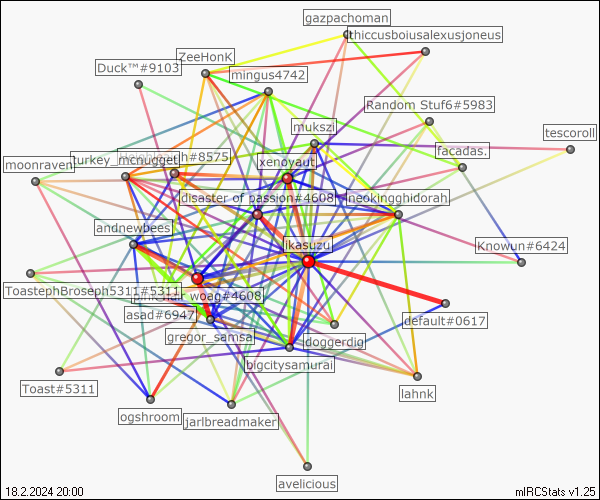 gazpachoman
thiccusboiusalexusjoneus
ZeeHonK
Duck™#9103
mingus4742
Random_Stuf6#5983
mukszi
tescoroll
facadas.
turkey_mcnugget
h#8575
xenoyaut
moonraven
disaster of passion#4608
neokingghidorah
andnewbees
ikasuzu
Knowun#6424
ToastephBroseph5311#5311
woag#4608
asad#6947
default#0617
gregor_samsa
doggerdig
bigcitysamurai
Toast#5311
lahnk
ogshroom
jarlbreadmaker
avelicious
18.2.2024 20:00
mIRCStats v1.25